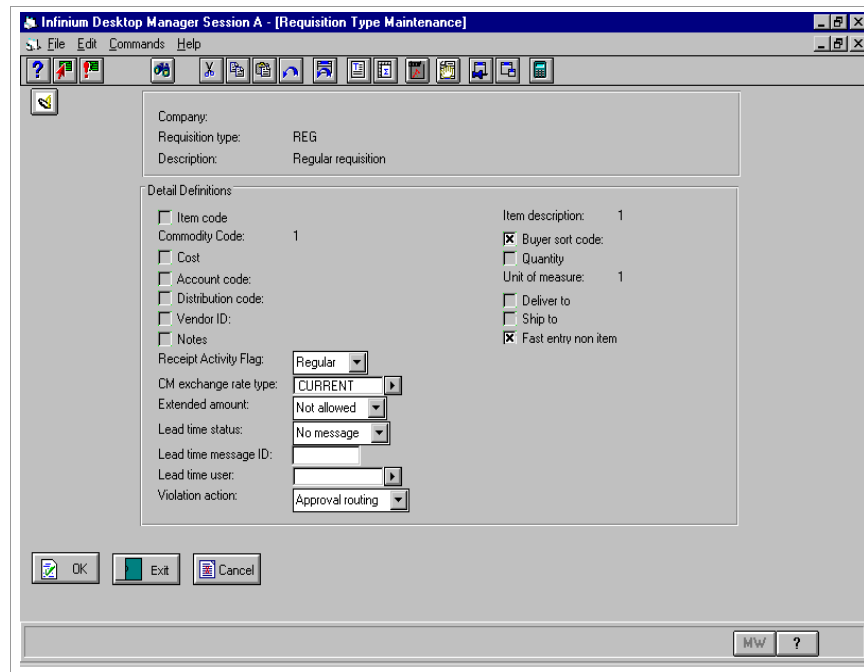 Infinium Desktop Manager Session A - [Requisition Type Maintenance]
File Edit Commands Help
Company:
Requisition type: REG
Description: Regular requisition
Detail Definitions
Item code
Item description: 1
Commodity Code: 1
Buyer sort code:
Cost
Quantity
Account code:
Unit of measure: 1
Distribution code:
Deliver to
Vendor ID:
Ship to
Notes
Fast entry non item
Receipt Activity Flag: Regular
CM exchange rate type: CURRENT
Extended amount: Not allowed
Lead time status: No message
Lead time message ID:
Lead time user:
Violation action: Approval routing
OK Exit Cancel
MW ?